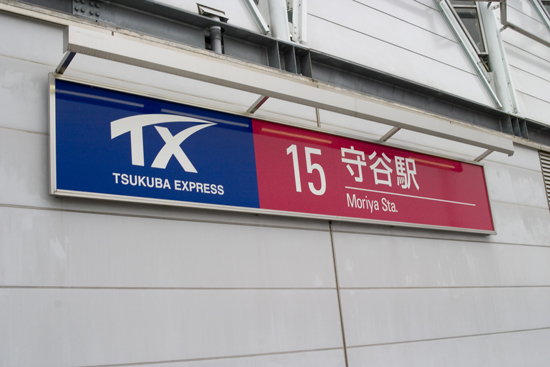 TX
TSUKUBA EXPRESS
15 守谷駅
Moriya Sta.